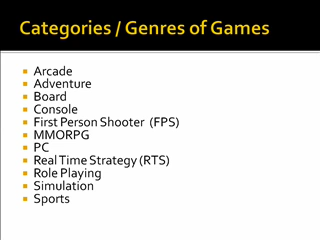 Categories / Genres of Games
Arcade
Adventure
Board
Console
First Person Shooter (FPS)
MMORPG
PC
Real Time Strategy (RTS)
Role Playing
Simulation
Sports